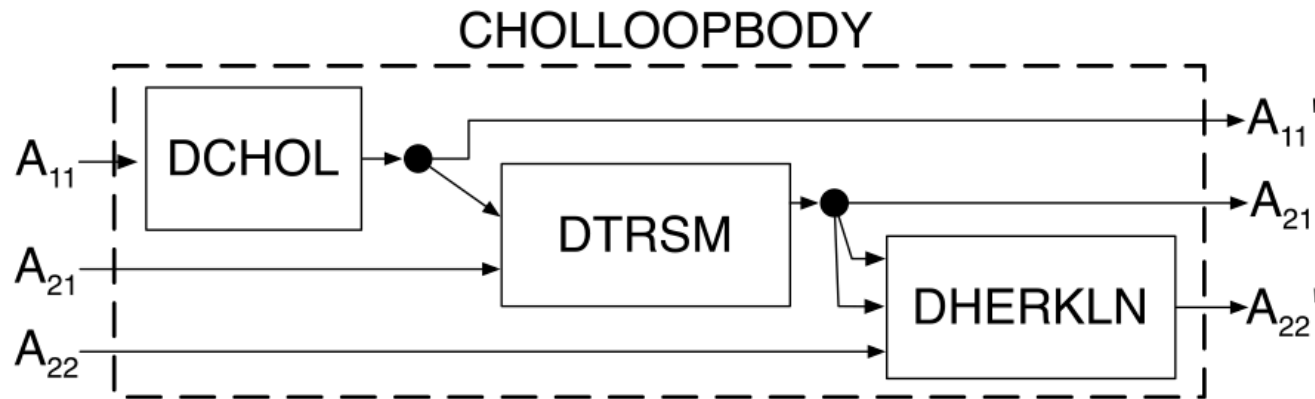 CHOLLOOPBODY
A₁₁
DCHOL
A₁₁'
DTRSM
A₂₁
A₂₁'
DHERKLN
A₂₂
A₂₂'